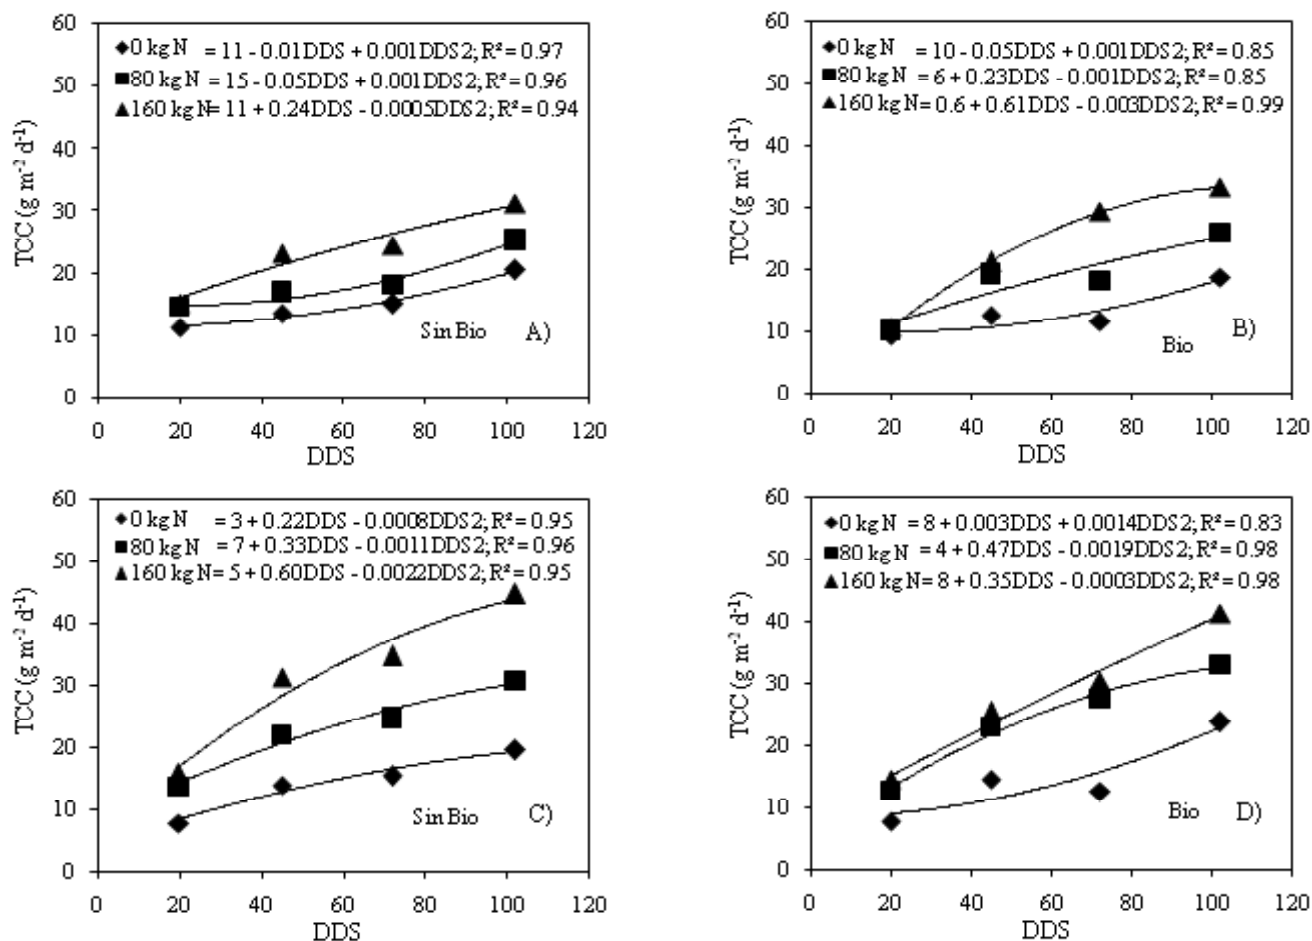 60
50
40
30
20
10
0
TCC (g m⁻² d⁻¹)
0 kg N = 11 - 0.01DDS + 0.001DDS2; R² = 0.97
80 kg N = 15 - 0.05DDS + 0.001DDS2; R² = 0.96
160 kg N= 11 + 0.24DDS - 0.0005DDS2; R² = 0.94
Sin Bio A)
0 20 40 60 80 100 120
DDS
60
50
40
30
20
10
0
TCC (g m⁻² d⁻¹)
0 kg N = 10 - 0.05DDS + 0.001DDS2; R² = 0.85
80 kg N = 6 + 0.23DDS - 0.001DDS2; R² = 0.85
160 kg N= 0.6 + 0.61DDS - 0.003DDS2; R² = 0.99
Bio B)
0 20 40 60 80 100 120
DDS
60
50
40
30
20
10
0
TCC (g m⁻² d⁻¹)
0 kg N = 3 + 0.22DDS - 0.0008DDS2; R² = 0.95
80 kg N = 7 + 0.33DDS - 0.0011DDS2; R² = 0.96
160 kg N= 5 + 0.60DDS - 0.0022DDS2; R² = 0.95
Sin Bio C)
0 20 40 60 80 100 120
DDS
60
50
40
30
20
10
0
TCC (g m⁻² d⁻¹)
0 kg N = 8 + 0.003DDS + 0.0014DDS2; R² = 0.83
80 kg N = 4 + 0.47DDS - 0.0019DDS2; R² = 0.98
160 kg N= 8 + 0.35DDS - 0.0003DDS2; R² = 0.98
Bio D)
0 20 40 60 80 100 120
DDS